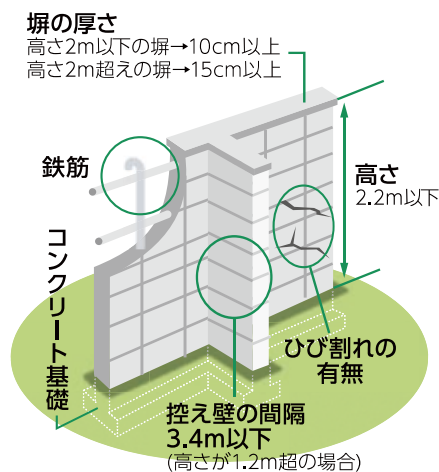 塀の厚さ
高さ2m以下の塀→10cm以上
高さ2m超えの塀→15cm以上
鉄筋
高さ
2.2m以下
コンクリート基礎
ひび割れの
有無
控え壁の間隔
3.4m以下
(高さが1.2m超の場合)